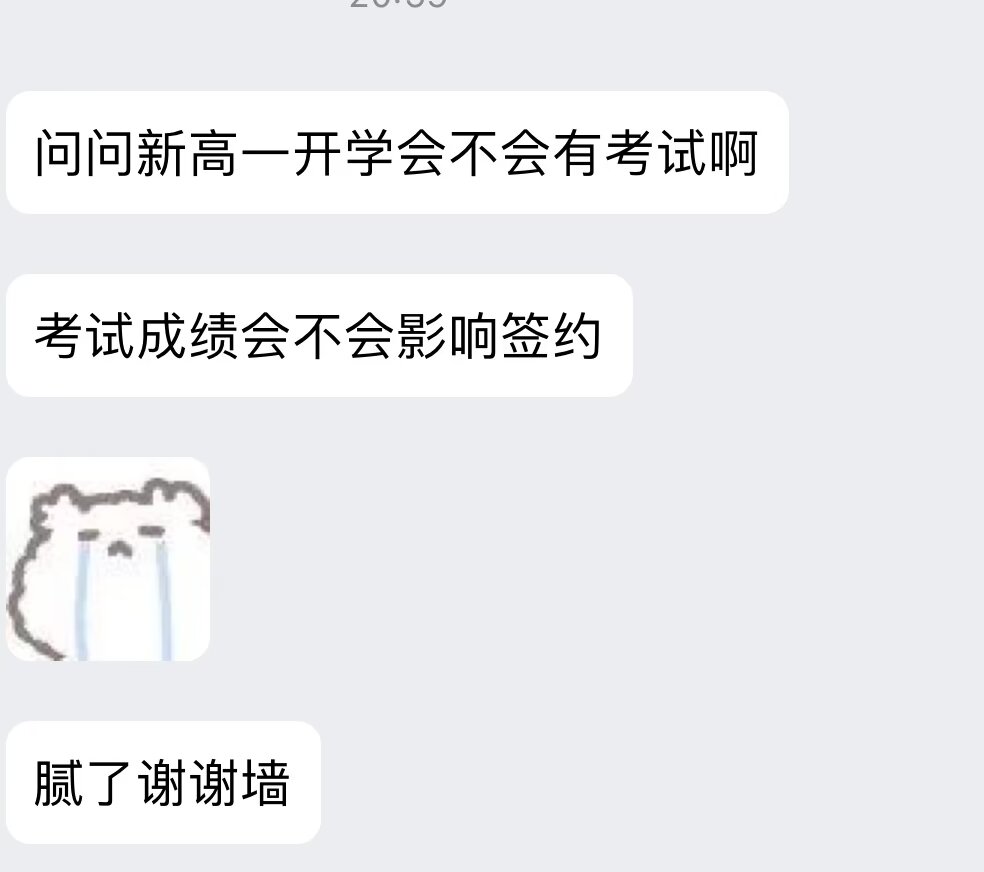 问问新高一开学会不会有考试啊
考试成绩会不会影响签约
腻了谢谢墙